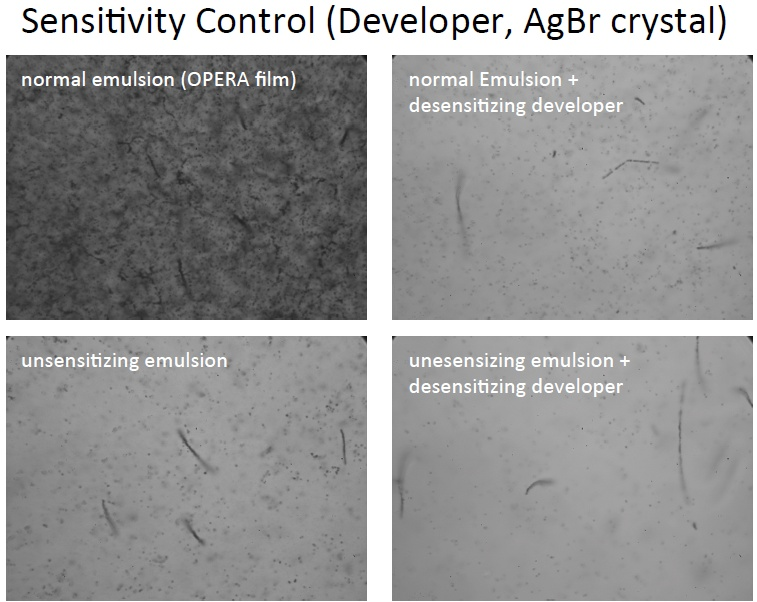 Sensitivity Control (Developer, AgBr crystal)
normal emulsion (OPERA film)
normal Emulsion +
desensitizing developer
unsensitizing emulsion
unesensizing emulsion +
desensitizing developer